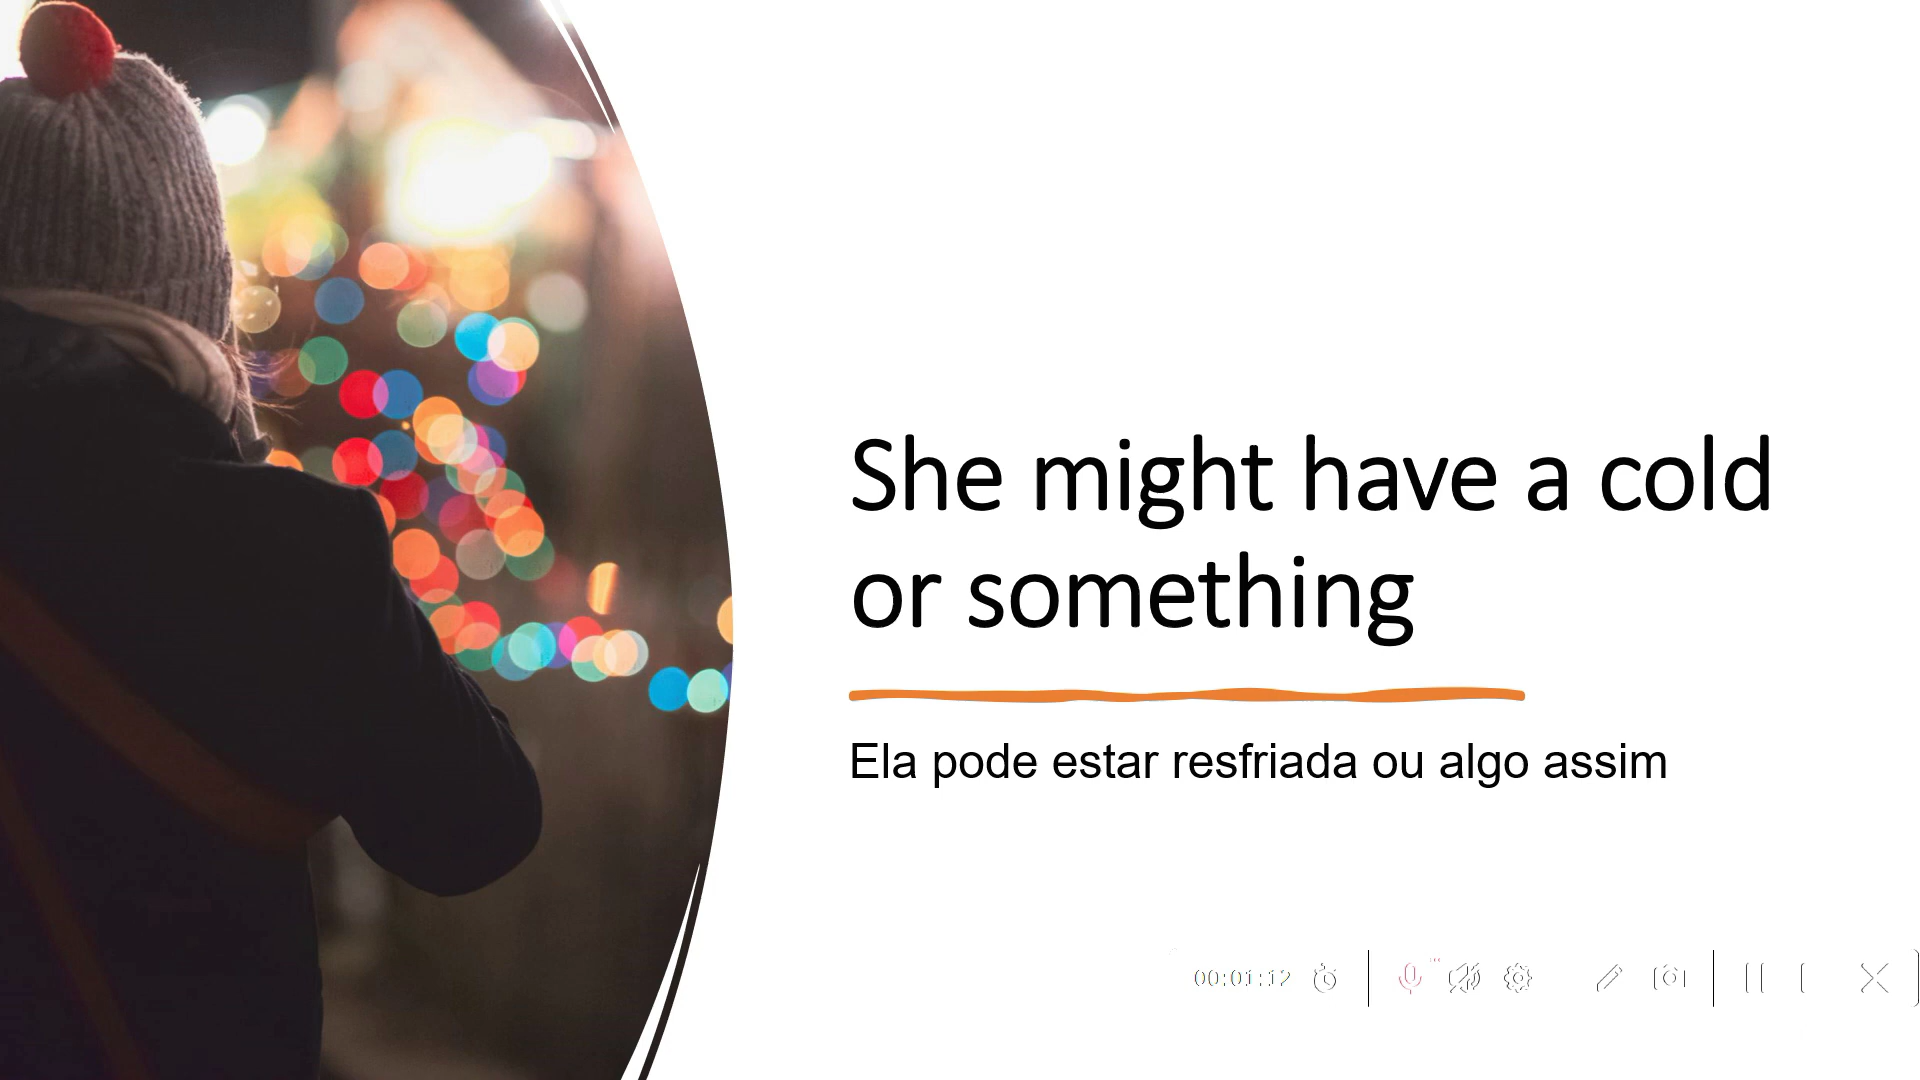 She might have a cold
or something
Ela pode estar resfriada ou algo assim
00:01:12